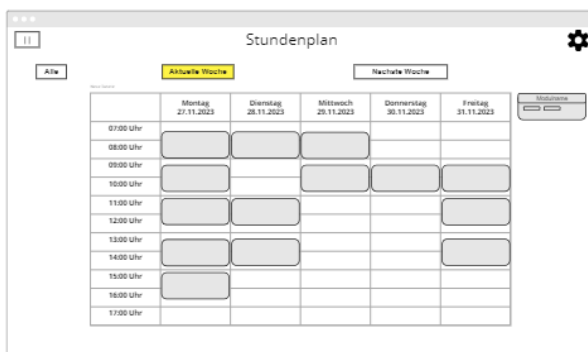 Stundenplan
Alle
Aktuelle Woche
Nächste Woche
Montag
27.11.2023
Dienstag
28.11.2023
Mittwoch
29.11.2023
Donnerstag
30.11.2023
Freitag
31.11.2023
Modulname
07:00 Uhr
08:00 Uhr
09:00 Uhr
10:00 Uhr
11:00 Uhr
12:00 Uhr
13:00 Uhr
14:00 Uhr
15:00 Uhr
16:00 Uhr
17:00 Uhr